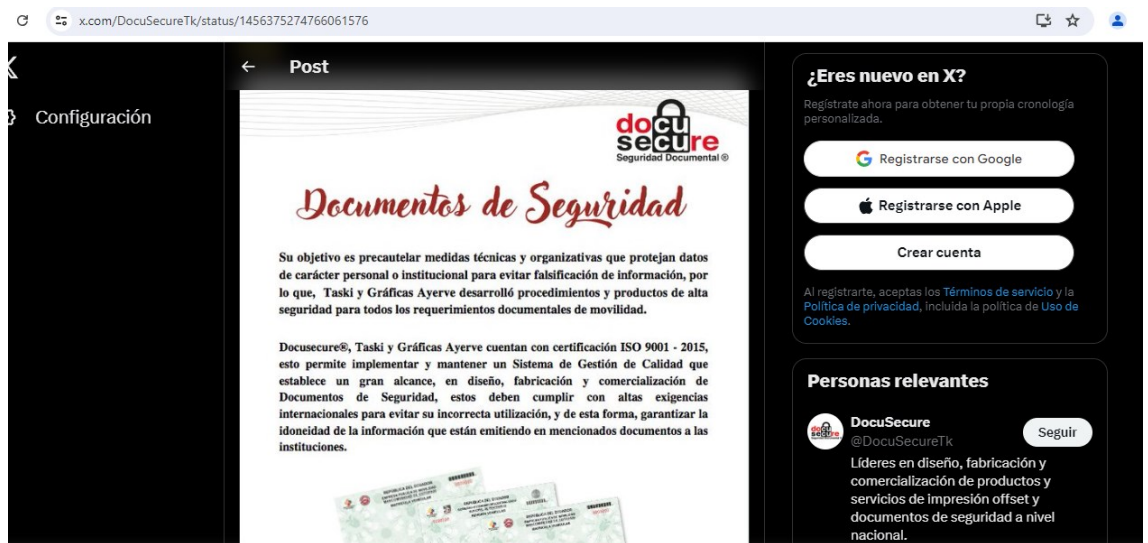 x.com/DocuSecureTk/status/1456375274766061576
X
Configuración
Post
docu
secure
Seguridad Documental ®
Documentos de Seguridad
Su objetivo es precautelar medidas técnicas y organizativas que protejan datos
de carácter personal o institucional para evitar falsificación de información, por
lo que, Taski y Gráficas Ayerve desarrolló procedimientos y productos de alta
seguridad para todos los requerimientos documentales de movilidad.
Docusecure®, Taski y Gráficas Ayerve cuentan con certificación ISO 9001 - 2015,
esto permite implementar y mantener un Sistema de Gestión de Calidad que
establece un gran alcance, en diseño, fabricación y comercialización de
Documentos de Seguridad, estos deben cumplir con altas exigencias
internacionales para evitar su incorrecta utilización, y de esta forma, garantizar la
idoneidad de la información que están emitiendo en mencionados documentos a las
instituciones.
REPÚBLICA DEL ECUADOR
¿Eres nuevo en X?
Regístrate ahora para obtener tu propia cronología
personalizada.
Registrarse con Google
Registrarse con Apple
Crear cuenta
Al registrarte, aceptas los Términos de servicio y la
Política de privacidad, incluida la política de Uso de
Cookies.
Personas relevantes
DocuSecure
@DocuSecureTk
Seguir
Líderes en diseño, fabricación y
comercialización de productos y
servicios de impresión offset y
documentos de seguridad a nivel
nacional.